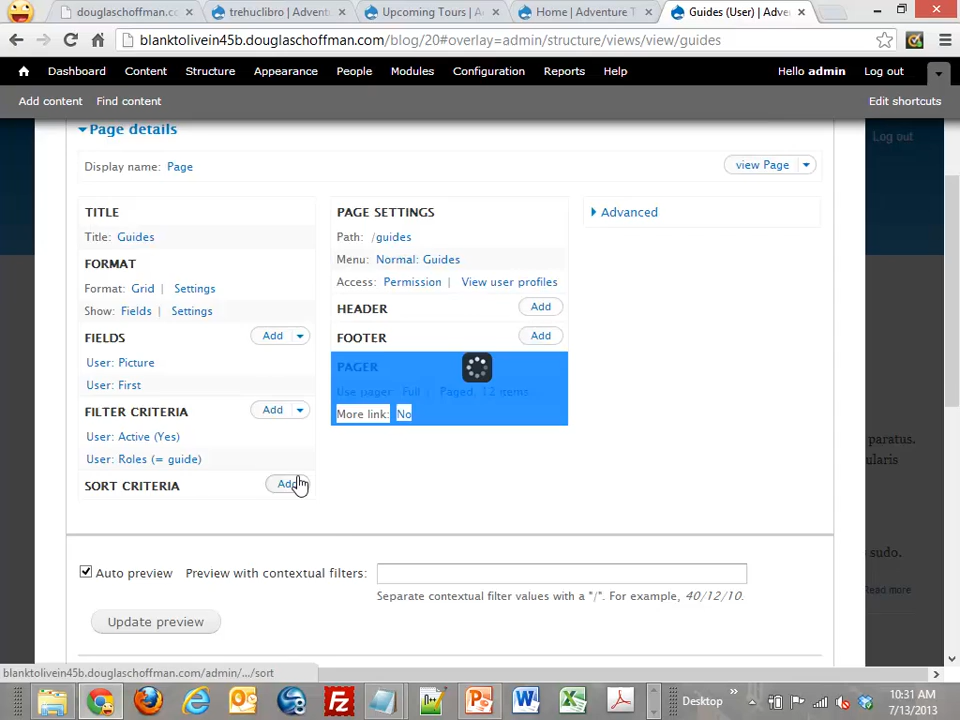 douglaschoffman.co
trehuclibro | Advent
Upcoming Tours | Ac
Home | Adventure T
Guides (User) | Adve
blanktolivein45b.douglaschoffman.com/blog/20#overlay=admin/structure/views/view/guides
Dashboard Content Structure Appearance People Modules Configuration Reports Help Hello admin Log out
Add content Find content Edit shortcuts
Page details
Log out
Display name: Page
view Page
TITLE
Title: Guides
FORMAT
Format: Grid | Settings
Show: Fields | Settings
FIELDS Add
User: Picture
User: First
FILTER CRITERIA Add
User: Active (Yes)
User: Roles (= guide)
SORT CRITERIA Add
PAGE SETTINGS
Path: /guides
Menu: Normal: Guides
Access: Permission | View user profiles
HEADER Add
FOOTER Add
PAGER
Use pager: Full | Paged, 12 items
More link: No
Advanced
paratus.
ularis
sudo.
Read more
Auto preview Preview with contextual filters:
Separate contextual filter values with a "/". For example, 40/12/10.
Update preview
blanktolivein45b.douglaschoffman.com/admin/.../sort
Desktop
10:31 AM
7/13/2013